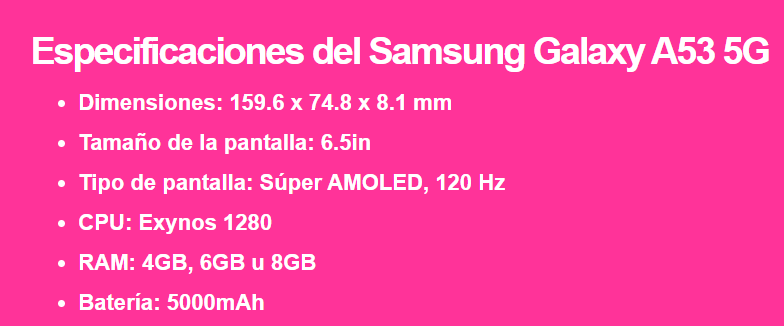 Especificaciones del Samsung Galaxy A53 5G
• Dimensiones: 159.6 x 74.8 x 8.1 mm
• Tamaño de la pantalla: 6.5in
• Tipo de pantalla: Súper AMOLED, 120 Hz
• CPU: Exynos 1280
• RAM: 4GB, 6GB u 8GB
• Batería: 5000mAh